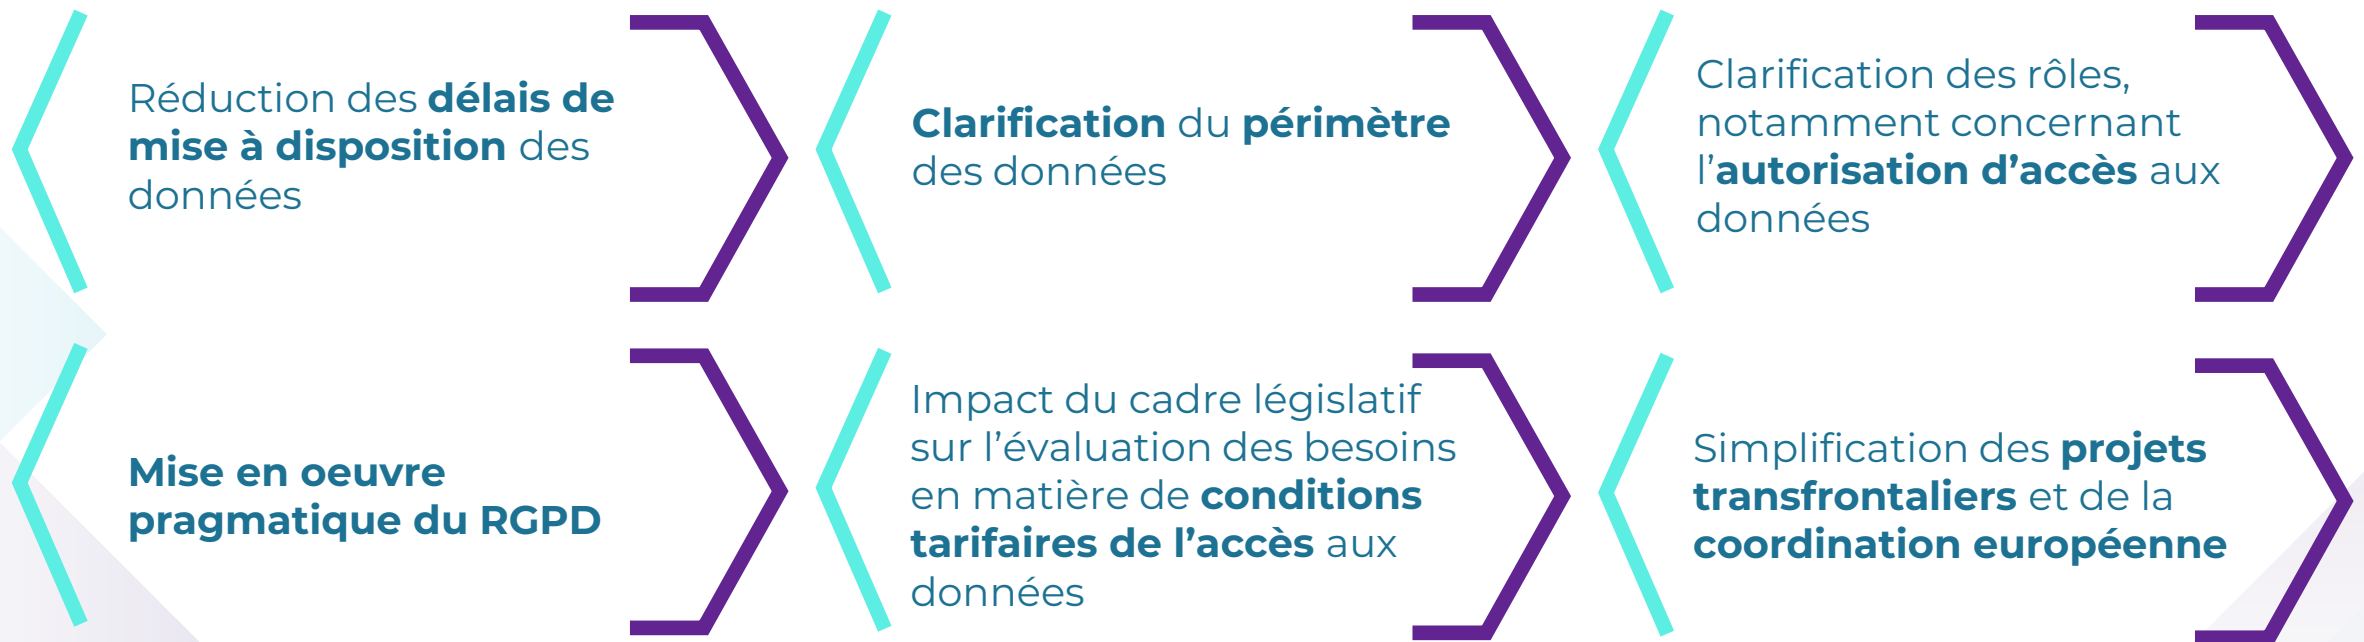 Réduction des délais de
mise à disposition des
données
Clarification du périmètre
des données
Clarification des rôles,
notamment concernant
l’autorisation d’accès aux
données
Mise en oeuvre
pragmatique du RGPD
Impact du cadre législatif
sur l’évaluation des besoins
en matière de conditions
tarifaires de l’accès aux
données
Simplification des projets
transfrontaliers et de la
coordination européenne